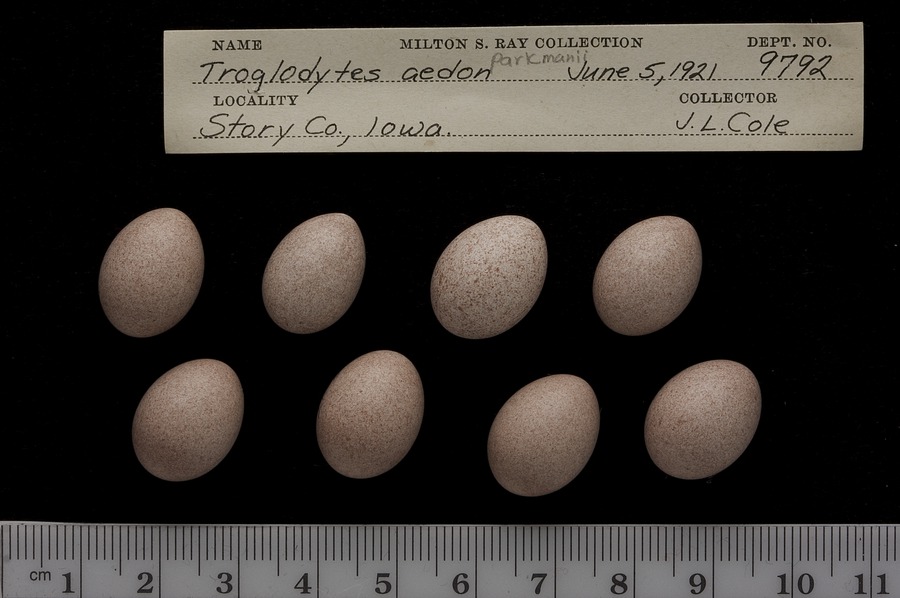 NAME MILTON S. RAY COLLECTION DEPT. NO.
Troglodytes aedon parkmanii June 5, 1921 9792
LOCALITY COLLECTOR
Story Co., Iowa. J. L. Cole
cm 1 2 3 4 5 6 7 8 9 10 11